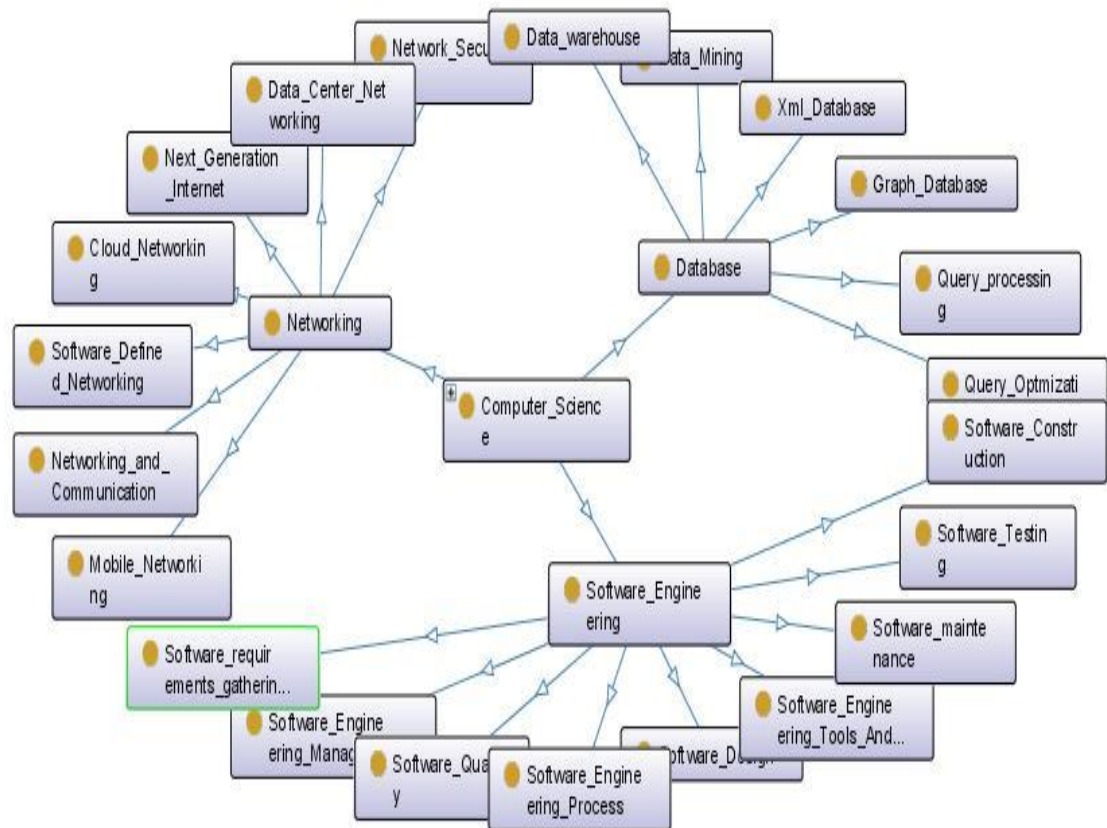 Network_Secu
Data_warehouse
ata_Mining
Data_Center_Net
working
Xml_Database
Next_Generation
_Internet
Graph_Database
Cloud_Networkin
g
Database
Query_processin
g
Networking
Software_Define
d_Networking
Computer_Scienc
e
Query_Optmizati
Software_Constr
uction
Networking_and_
Communication
Software_Testin
g
Mobile_Networki
ng
Software_Engine
ering
Software_mainte
nance
Software_requir
ements_gatherin...
Software_Engine
ering_Manag
Software_Engine
ering_Tools_And...
Software_Qua
y
Software_Engine
ering_Process
oftware_Design